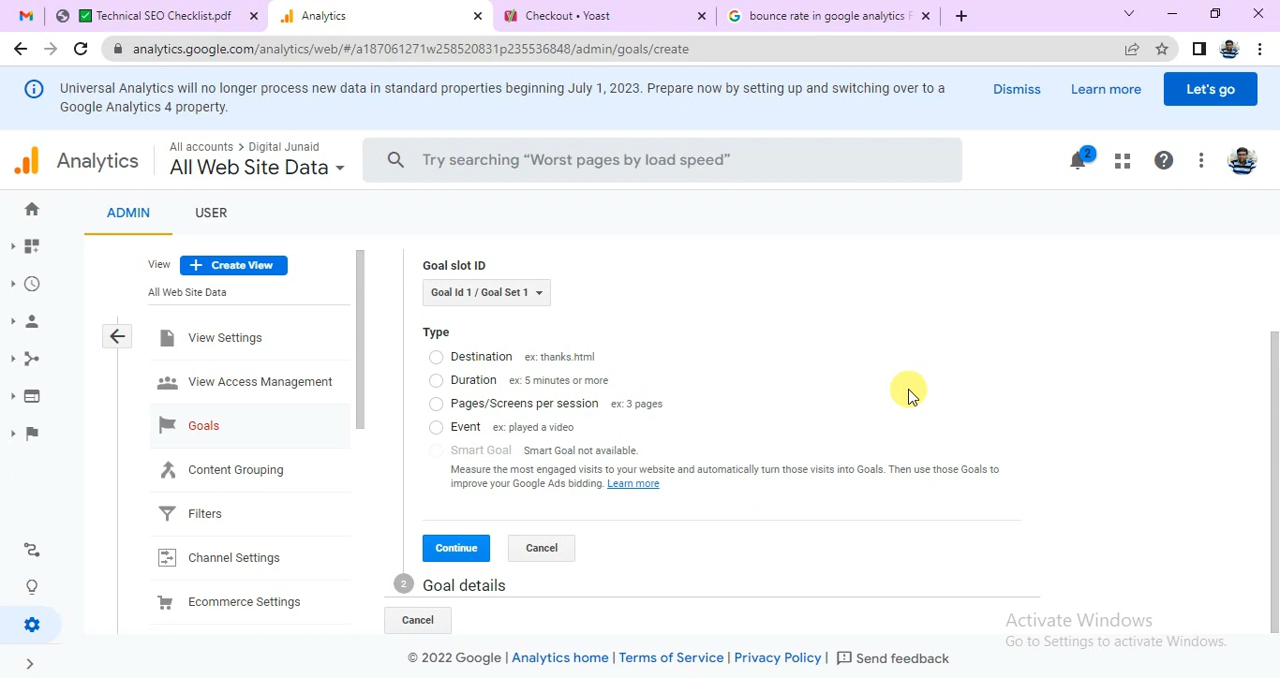 Technical SEO Checklist.pdf
Analytics
Checkout • Yoast
bounce rate in google analytics F
analytics.google.com/analytics/web/#/a187061271w258520831p235536848/admin/goals/create
Universal Analytics will no longer process new data in standard properties beginning July 1, 2023. Prepare now by setting up and switching over to a
Google Analytics 4 property.
Dismiss
Learn more
Let's go
Analytics
All accounts > Digital Junaid
All Web Site Data
Try searching “Worst pages by load speed”
2
ADMIN
USER
View
+ Create View
All Web Site Data
View Settings
View Access Management
Goals
Content Grouping
Filters
Channel Settings
Ecommerce Settings
Goal slot ID
Goal Id 1 / Goal Set 1
Type
Destination ex: thanks.html
Duration ex: 5 minutes or more
Pages/Screens per session ex: 3 pages
Event ex: played a video
Smart Goal Smart Goal not available.
Measure the most engaged visits to your website and automatically turn those visits into Goals. Then use those Goals to
improve your Google Ads bidding. Learn more
Continue
Cancel
2 Goal details
Cancel
Activate Windows
Go to Settings to activate Windows.
© 2022 Google | Analytics home | Terms of Service | Privacy Policy | Send feedback